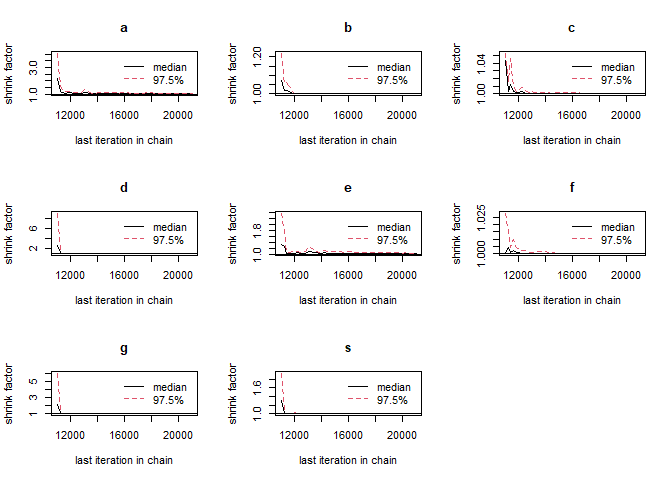 a
shrink factor
1.0 3.0
median
97.5%
12000 16000 20000
last iteration in chain
b
shrink factor
1.00 1.20
median
97.5%
12000 16000 20000
last iteration in chain
c
shrink factor
1.00 1.04
median
97.5%
12000 16000 20000
last iteration in chain
d
shrink factor
2 6
median
97.5%
12000 16000 20000
last iteration in chain
e
shrink factor
1.0 1.8
median
97.5%
12000 16000 20000
last iteration in chain
f
shrink factor
1.000 1.025
median
97.5%
12000 16000 20000
last iteration in chain
g
shrink factor
1 3 5
median
97.5%
12000 16000 20000
last iteration in chain
s
shrink factor
1.0 1.6
median
97.5%
12000 16000 20000
last iteration in chain